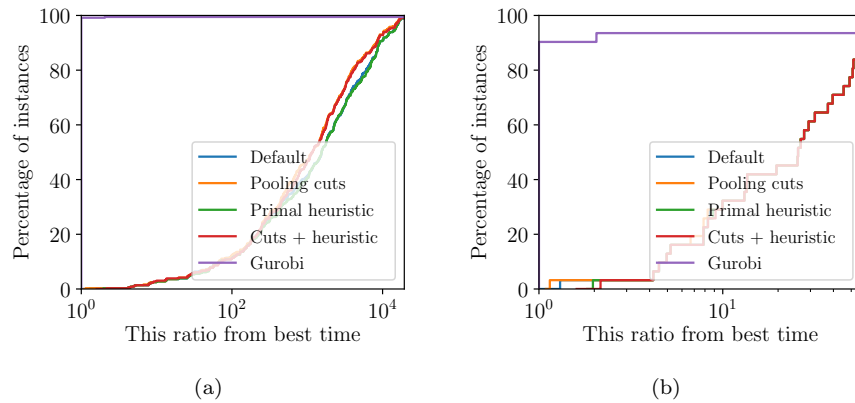 100
80
60
40
20
0
Percentage of instances
Default
Pooling cuts
Primal heuristic
Cuts + heuristic
Gurobi
10^0
10^2
10^4
This ratio from best time
(a)
100
80
60
40
20
0
Percentage of instances
Default
Pooling cuts
Primal heuristic
Cuts + heuristic
Gurobi
10^0
10^1
This ratio from best time
(b)